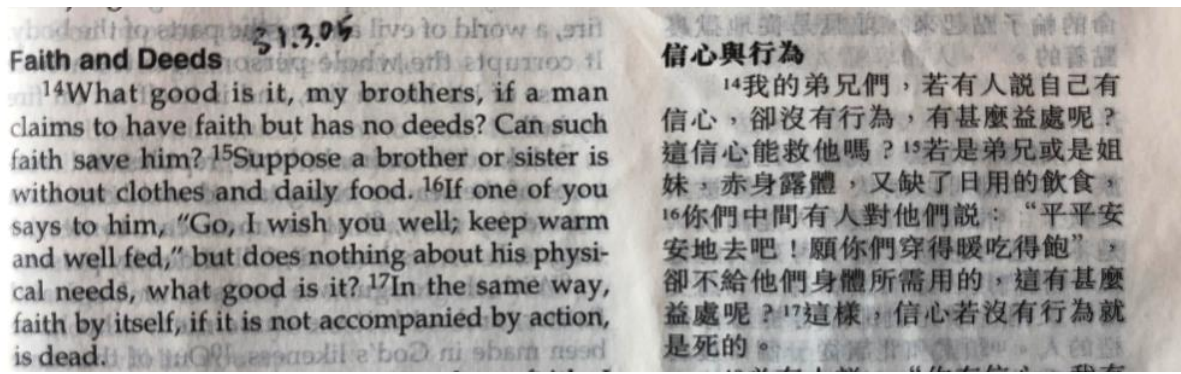 31.3.05
Faith and Deeds
14What good is it, my brothers, if a man
claims to have faith but has no deeds? Can such
faith save him? 15Suppose a brother or sister is
without clothes and daily food. 16If one of you
says to him, “Go, I wish you well; keep warm
and well fed,” but does nothing about his physi-
cal needs, what good is it? 17In the same way,
faith by itself, if it is not accompanied by action,
is dead.
信心與行為
14我的弟兄們，若有人説自己有
信心，卻沒有行為，有甚麼益處呢？
這信心能救他嗎？15若是弟兄或是姐
妹，赤身露體，又缺了日用的飲食，
16你們中間有人對他們説：“平平安
安地去吧！願你們穿得暖吃得飽”，
卻不給他們身體所需用的，這有甚麼
益處呢？17這樣，信心若沒有行為就
是死的。